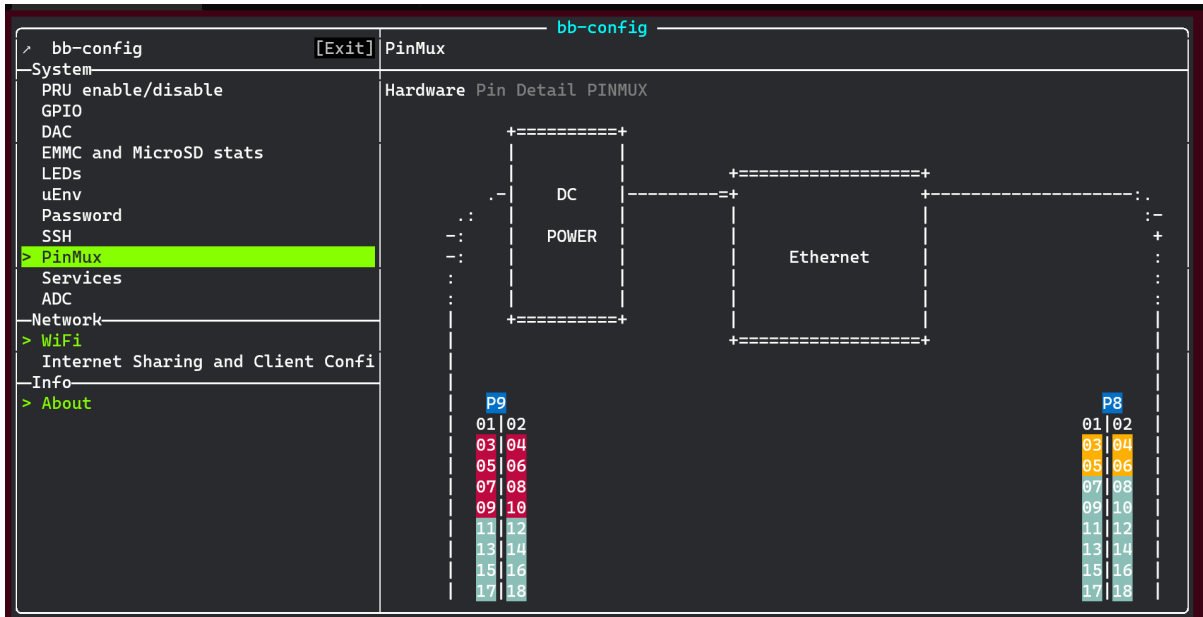 bb-config
↗ bb-config [Exit]
System
PRU enable/disable
GPIO
DAC
EMMC and MicroSD stats
LEDs
uEnv
Password
SSH
> PinMux
Services
ADC
Network
> WiFi
Internet Sharing and Client Confi
Info
> About
PinMux
Hardware Pin Detail PINMUX
DC
POWER
Ethernet
P9
01|02
03|04
05|06
07|08
09|10
11|12
13|14
15|16
17|18
P8
01|02
03|04
05|06
07|08
09|10
11|12
13|14
15|16
17|18